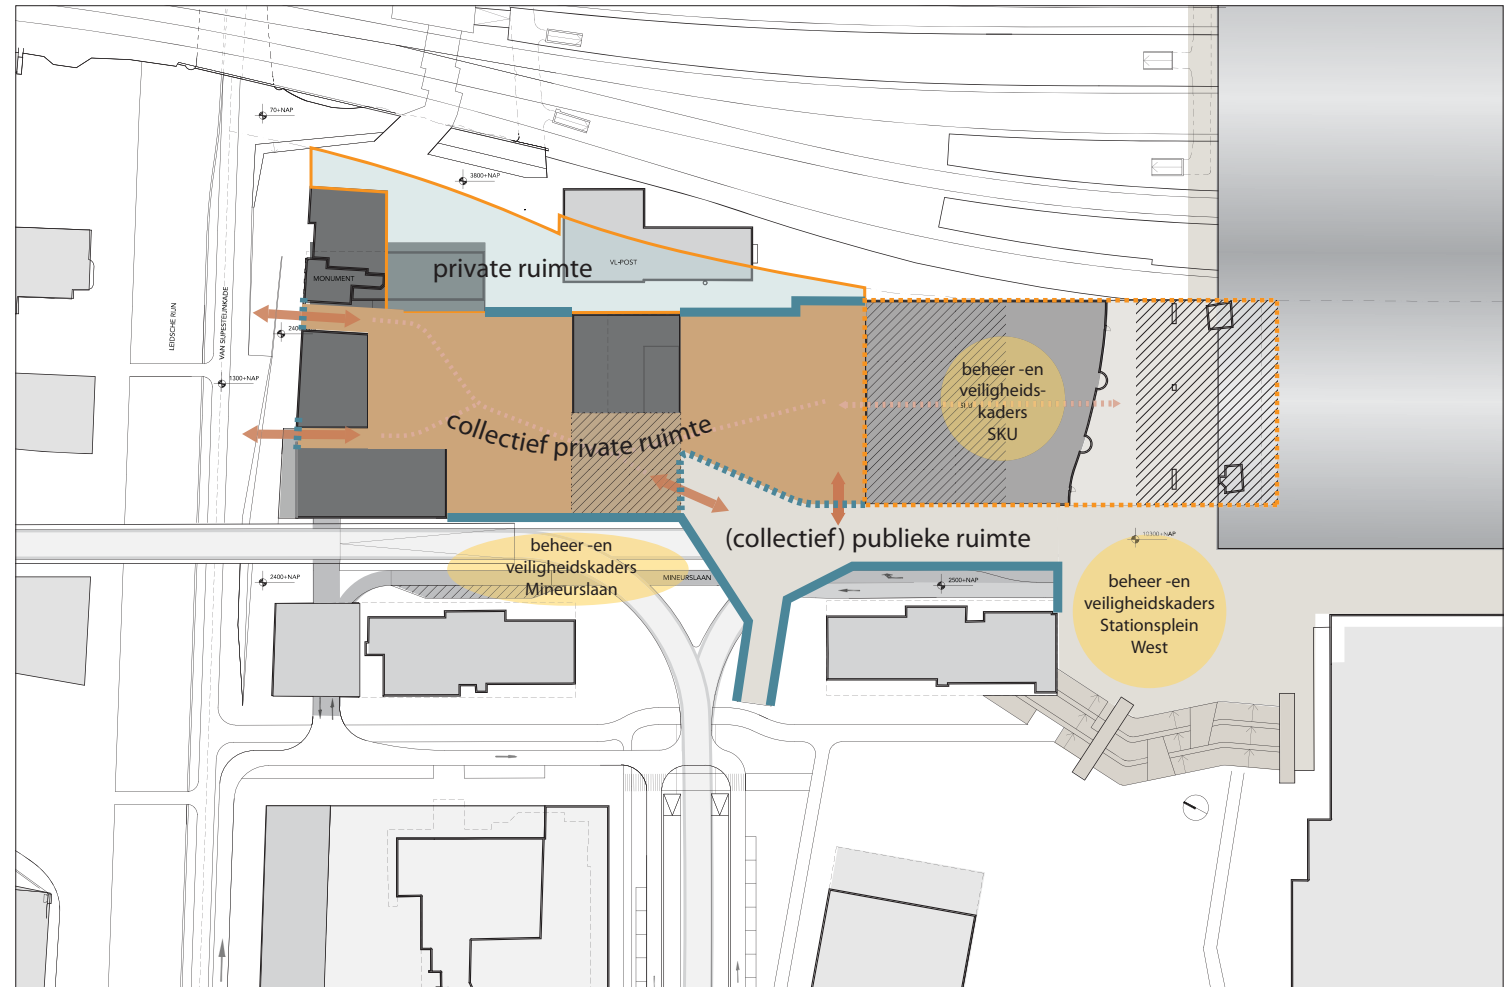 70+NAP
3800+NAP
VL-POST
private ruimte
MONUMENT
LEIDSCHE RIJN
VAN SIJPESTEIJNKADE
1300+NAP
beheer -en
veiligheids-
kaders
SKU
collectief private ruimte
(collectief) publieke ruimte
10300+NAP
beheer -en
veiligheidskaders
Mineurslaan
MINEURSLAAN
2400+NAP
2500+NAP
beheer -en
veiligheidskaders
Stationsplein
West